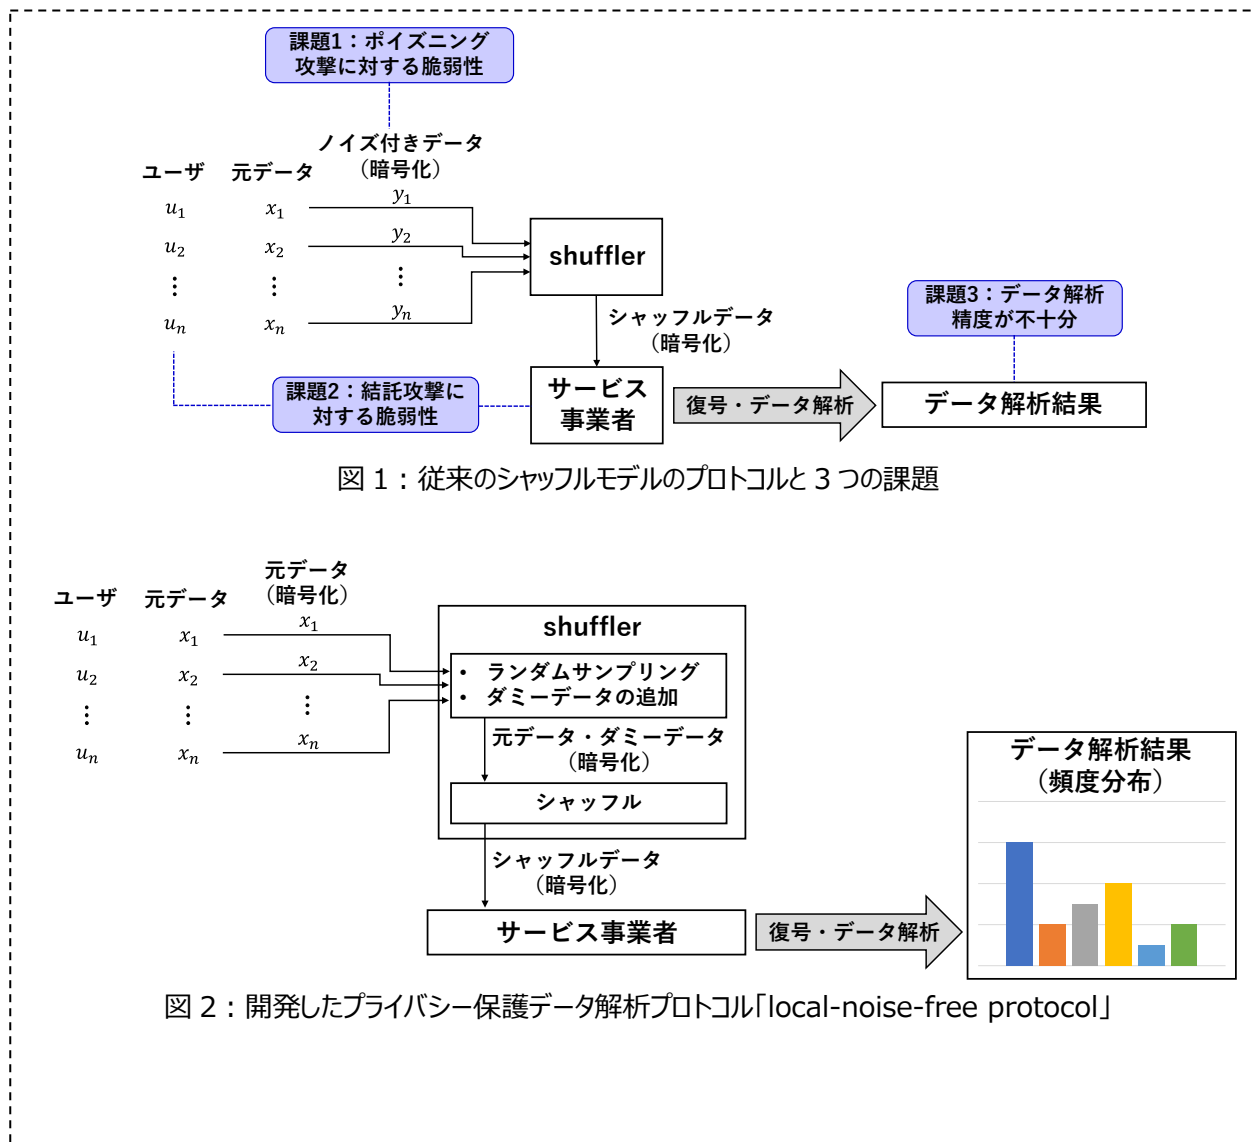 課題1：ポイズニング
攻撃に対する脆弱性
ノイズ付きデータ
（暗号化）
ユーザ 元データ
u1 x1 y1
u2 x2 y2
⋮ ⋮ ⋮
un xn yn
shuffler
シャッフルデータ
（暗号化）
課題3：データ解析
精度が不十分
課題2：結託攻撃に
対する脆弱性
サービス
事業者
復号・データ解析
データ解析結果
図 1：従来のシャッフルモデルのプロトコルと 3 つの課題
元データ
（暗号化）
ユーザ 元データ
u1 x1 x1
u2 x2 x2
⋮ ⋮ ⋮
un xn xn
shuffler
• ランダムサンプリング
• ダミーデータの追加
元データ・ダミーデータ
（暗号化）
シャッフル
シャッフルデータ
（暗号化）
サービス事業者
復号・データ解析
データ解析結果
（頻度分布）
図 2：開発したプライバシー保護データ解析プロトコル「local-noise-free protocol」